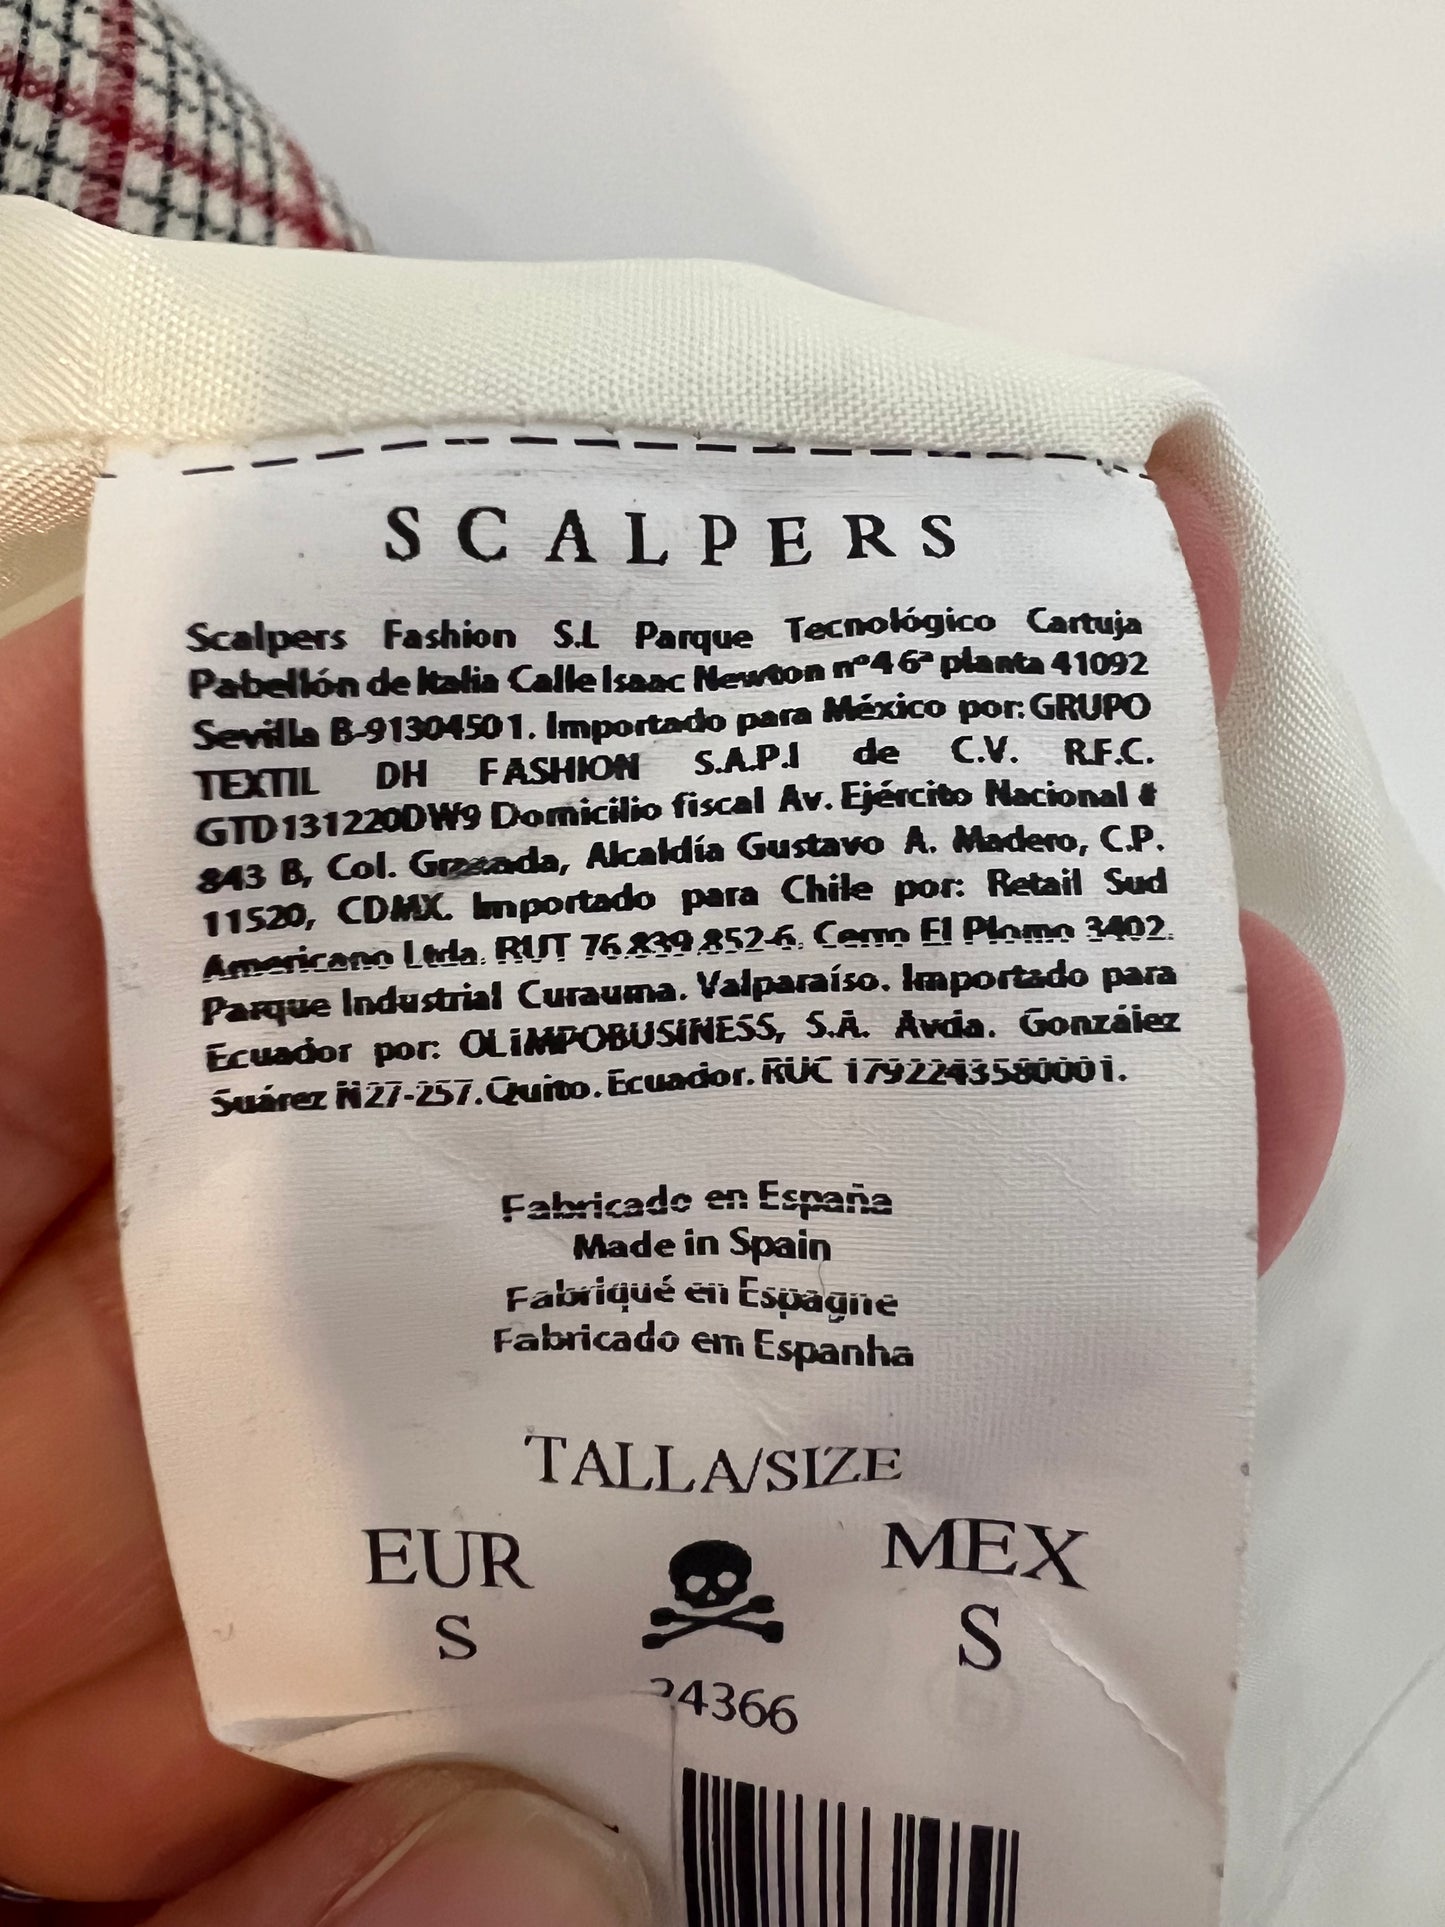 SCALPERS
Scalpers Fashion S.L Parque Tecnológico Cartuja
Pabellón de Italia Calle Isaac Newton nº4 6ª planta 41092
Sevilla B-91304501. Importado para México por: GRUPO
TEXTIL DH FASHION S.A.P.I de C.V. R.F.C.
GTD131220DW9 Domicilio fiscal Av. Ejército Nacional #
843 B, Col. Granada, Alcaldía Gustavo A. Madero, C.P.
11520, CDMX. Importado para Chile por: Retail Sud
Americano Ltda. RUT 76.839.852-6. Cerro El Plomo 3402.
Parque Industrial Curauma. Valparaíso. Importado para
Ecuador por: OLIMPOBUSINESS, S.A. Avda. González
Suárez N27-257. Quito. Ecuador. RUC 1792243580001.
Fabricado en España
Made in Spain
Fabriqué en Espagne
Fabricado em Espanha
TALLA/SIZE
EUR MEX
S S